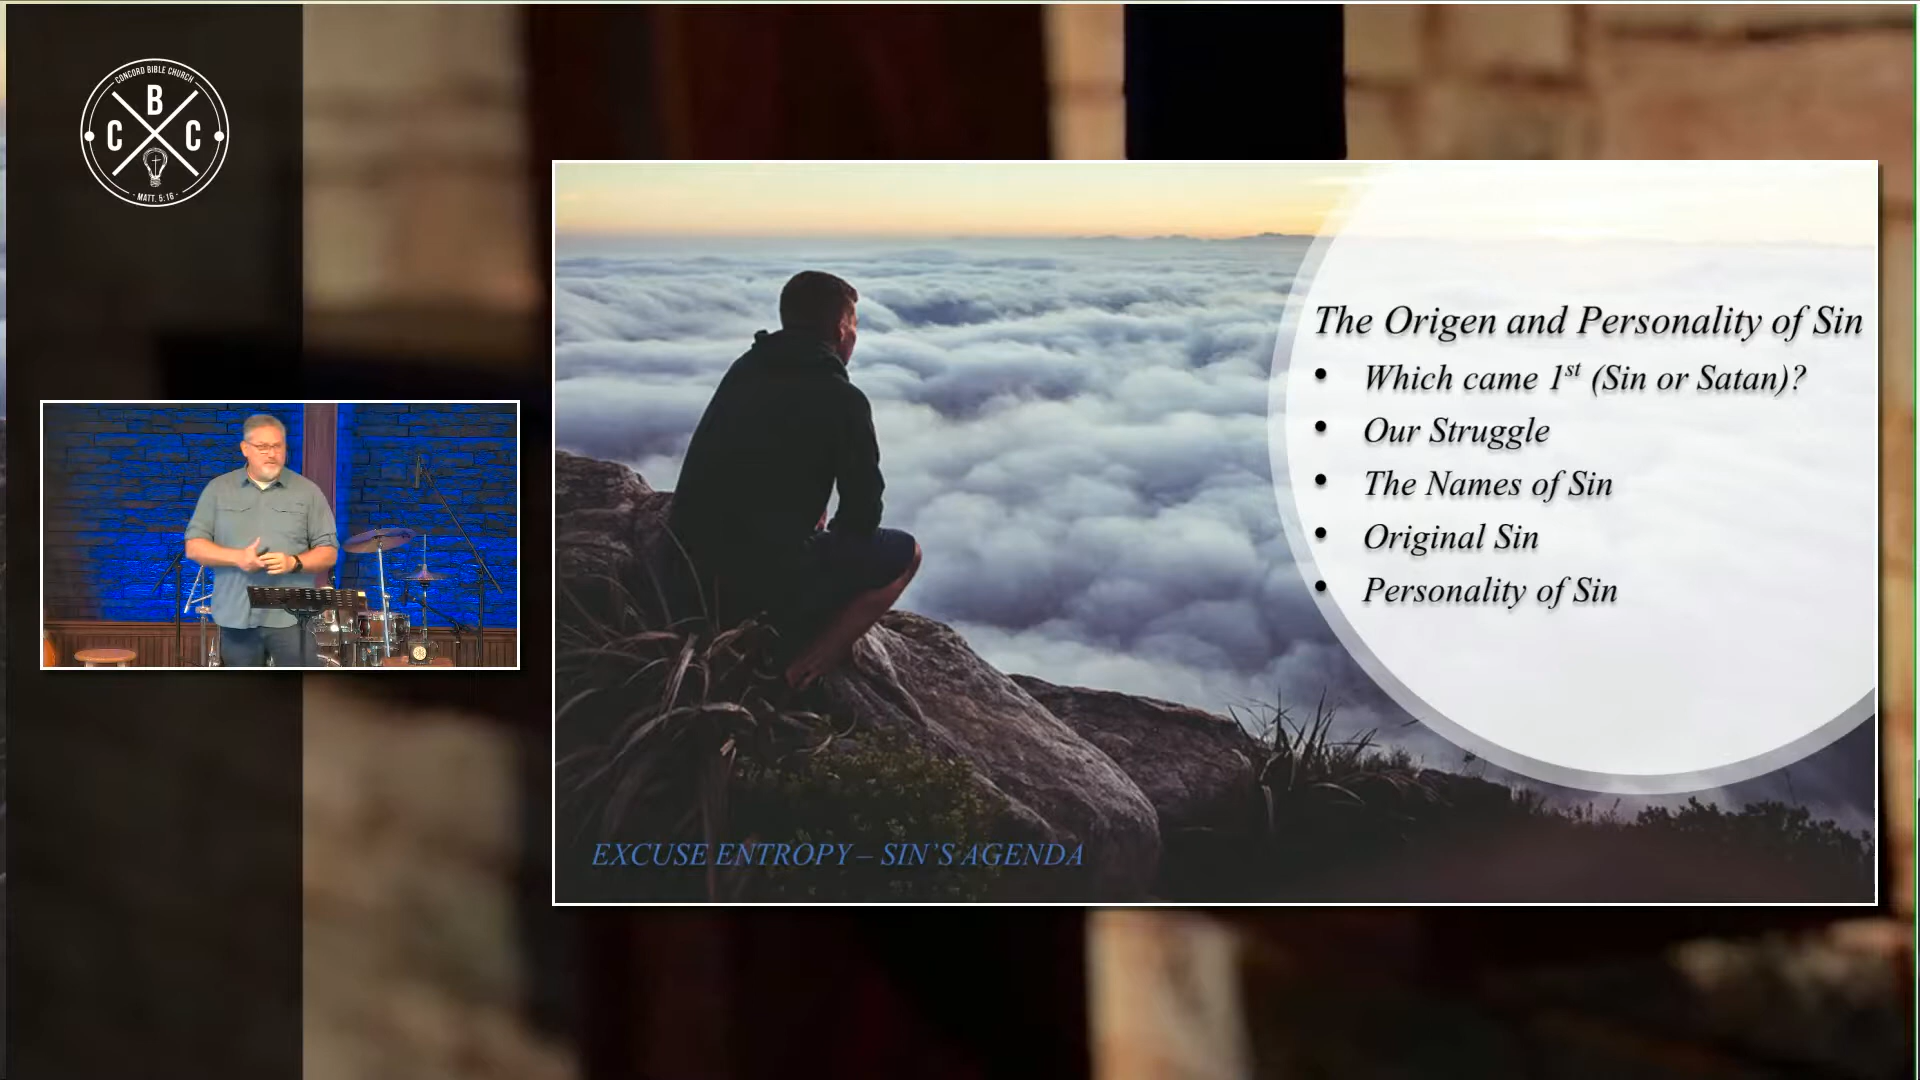 CONCORD BIBLE CHURCH
B
C C
MATT. 5:16
The Origen and Personality of Sin
• Which came 1st (Sin or Satan)?
• Our Struggle
• The Names of Sin
• Original Sin
• Personality of Sin
EXCUSE ENTROPY – SIN'S AGENDA